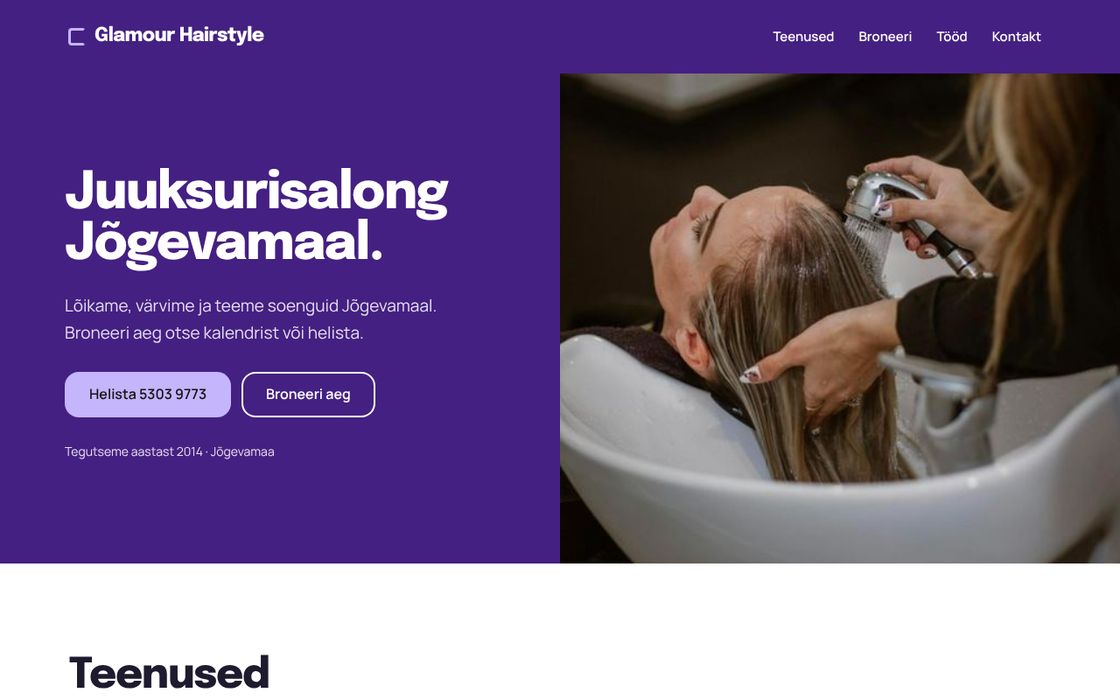 Glamour Hairstyle
Teenused
Broneeri
Tööd
Kontakt
Juuksurisalong
Jõgevamaal.
Lõikame, värvime ja teeme soenguid Jõgevamaal.
Broneeri aeg otse kalendrist või helista.
Helista 5303 9773
Broneeri aeg
Tegutseme aastast 2014 · Jõgevamaa
Teenused